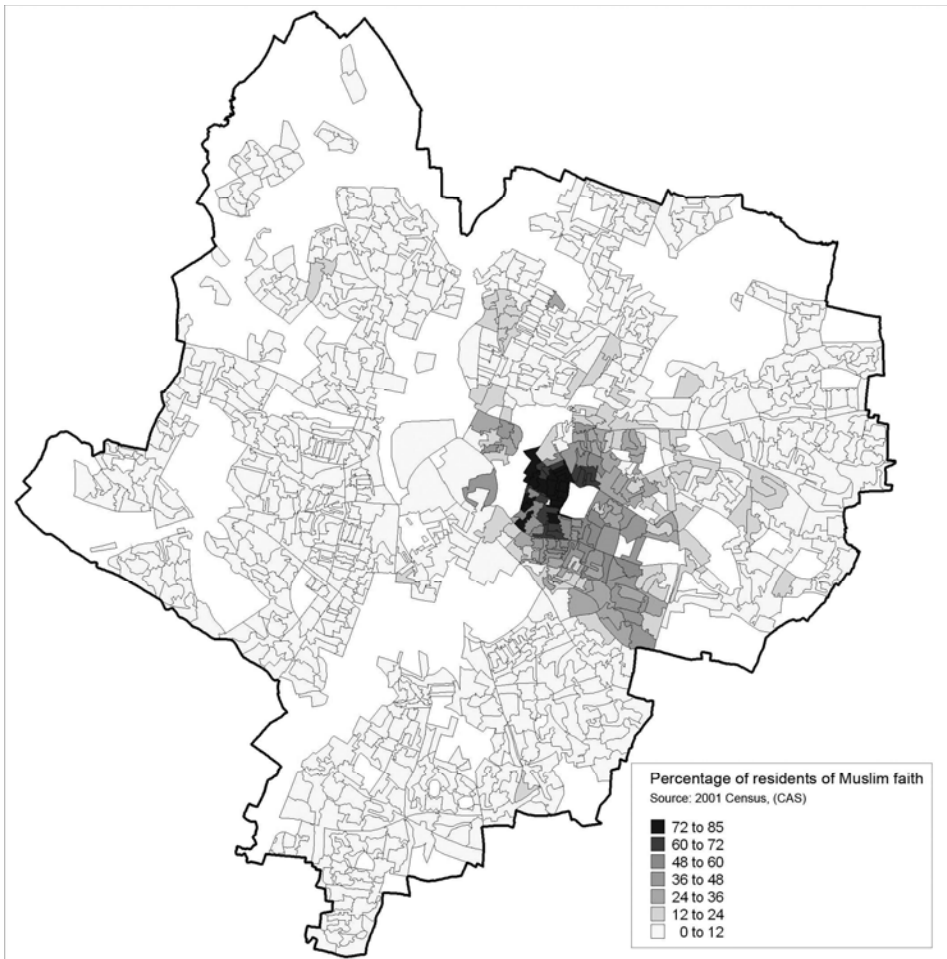 Percentage of residents of Muslim faith
Source: 2001 Census, (CAS)
72 to 85
60 to 72
48 to 60
36 to 48
24 to 36
12 to 24
0 to 12